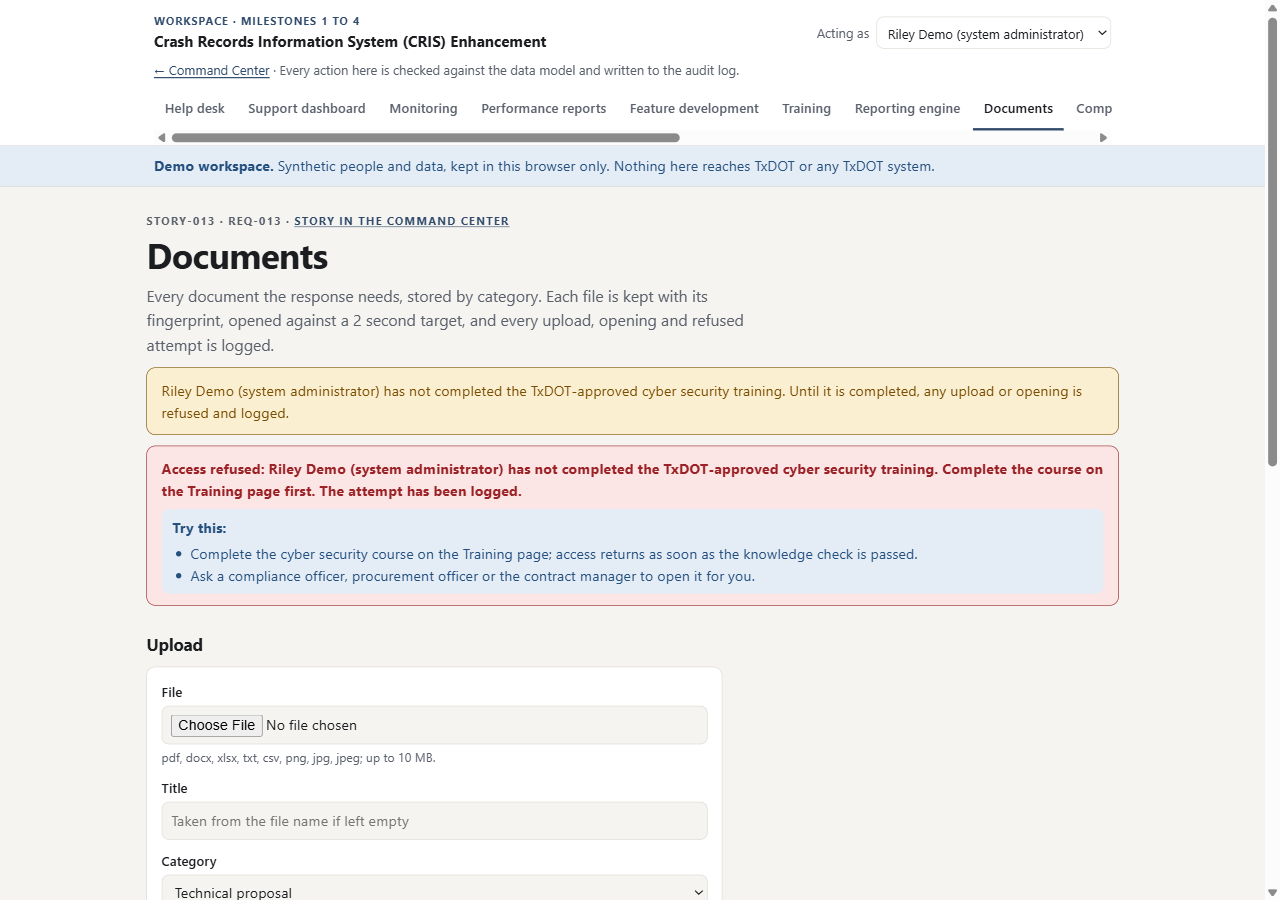 WORKSPACE · MILESTONES 1 TO 4
Crash Records Information System (CRIS) Enhancement
Acting as
Riley Demo (system administrator)
← Command Center · Every action here is checked against the data model and written to the audit log.
Help desk
Support dashboard
Monitoring
Performance reports
Feature development
Training
Reporting engine
Documents
Comp
Demo workspace. Synthetic people and data, kept in this browser only. Nothing here reaches TxDOT or any TxDOT system.
STORY-013 · REQ-013 · STORY IN THE COMMAND CENTER
Documents
Every document the response needs, stored by category. Each file is kept with its
fingerprint, opened against a 2 second target, and every upload, opening and refused
attempt is logged.
Riley Demo (system administrator) has not completed the TxDOT-approved cyber security training. Until it is completed, any upload or opening is
refused and logged.
Access refused: Riley Demo (system administrator) has not completed the TxDOT-approved cyber security training. Complete the course on
the Training page first. The attempt has been logged.
Try this:
• Complete the cyber security course on the Training page; access returns as soon as the knowledge check is passed.
• Ask a compliance officer, procurement officer or the contract manager to open it for you.
Upload
File
Choose File No file chosen
pdf, docx, xlsx, txt, csv, png, jpg, jpeg; up to 10 MB.
Title
Taken from the file name if left empty
Category
Technical proposal